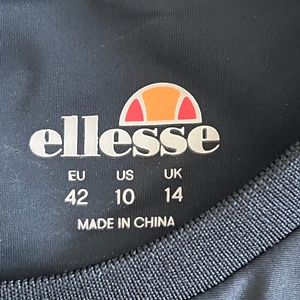 ellesse
EU US UK
42 10 14
MADE IN CHINA